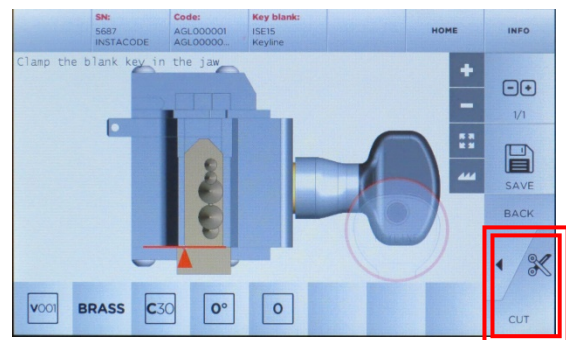 SN:
5687
INSTACODE
Code:
AGL000001
AGL00000...
Key blank:
ISE15
Keyline
HOME
INFO
Clamp the blank key in the jaw
1/1
SAVE
BACK
CUT
V001
BRASS
C30
0°
0